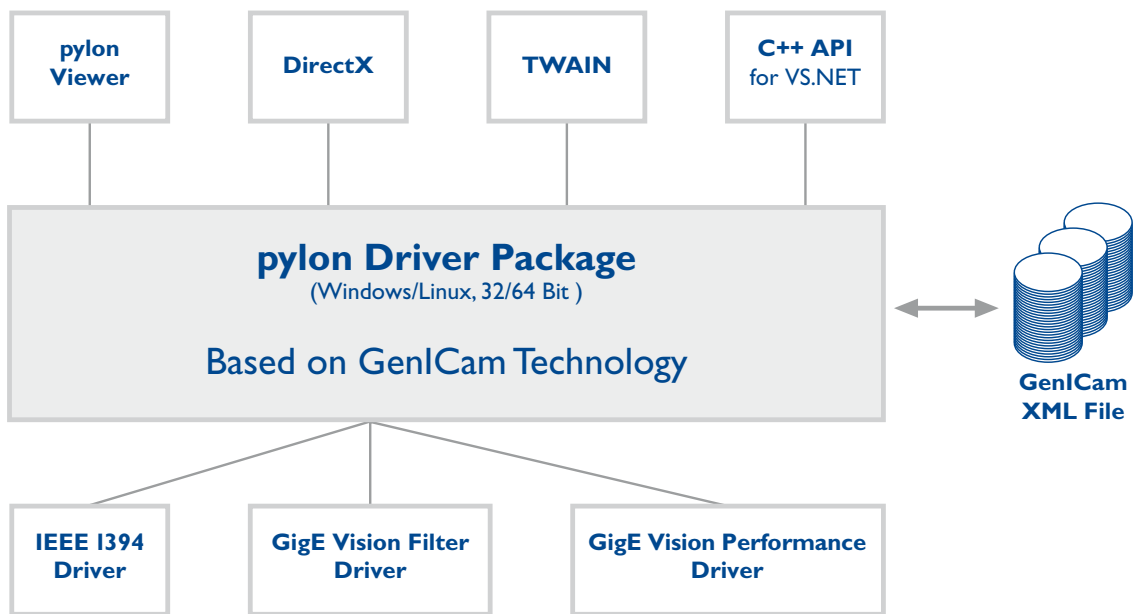 pylon
Viewer
DirectX
TWAIN
C++ API
for VS.NET
pylon Driver Package
(Windows/Linux, 32/64 Bit )
Based on GenICam Technology
GenICam
XML File
IEEE 1394
Driver
GigE Vision Filter
Driver
GigE Vision Performance
Driver